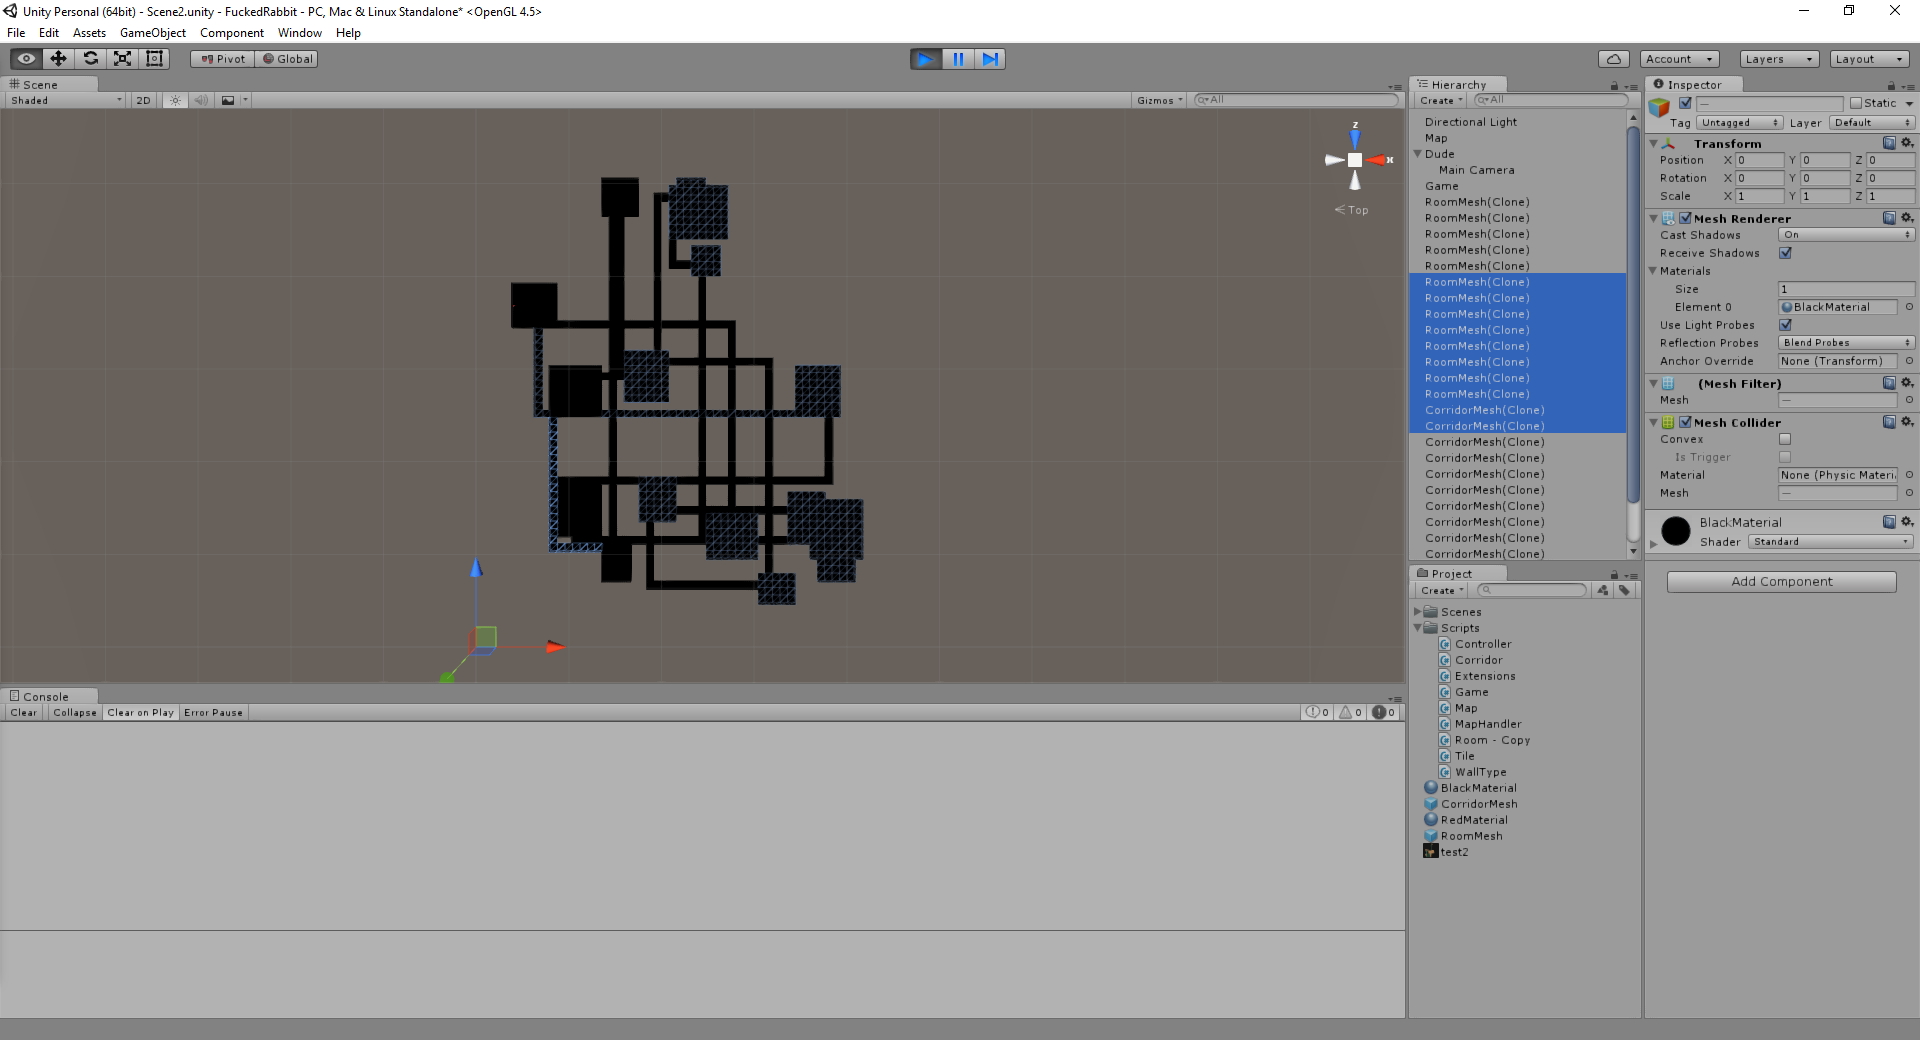 Unity Personal (64bit) - Scene2.unity - FuckedRabbit - PC, Mac & Linux Standalone* <OpenGL 4.5>
File Edit Assets GameObject Component Window Help
Pivot Global Account Layers Layout
Scene
Shaded 2D Gizmos All
z
x
Top
Console
Clear Collapse Clear on Play Error Pause 0 0 0
Hierarchy
Create All
Directional Light
Map
Dude
Main Camera
Game
RoomMesh(Clone)
RoomMesh(Clone)
RoomMesh(Clone)
RoomMesh(Clone)
RoomMesh(Clone)
RoomMesh(Clone)
RoomMesh(Clone)
RoomMesh(Clone)
RoomMesh(Clone)
RoomMesh(Clone)
RoomMesh(Clone)
RoomMesh(Clone)
RoomMesh(Clone)
CorridorMesh(Clone)
CorridorMesh(Clone)
CorridorMesh(Clone)
CorridorMesh(Clone)
CorridorMesh(Clone)
CorridorMesh(Clone)
CorridorMesh(Clone)
CorridorMesh(Clone)
CorridorMesh(Clone)
CorridorMesh(Clone)
Project
Create
Scenes
Scripts
Controller
Corridor
Extensions
Game
Map
MapHandler
Room - Copy
Tile
WallType
BlackMaterial
CorridorMesh
RedMaterial
RoomMesh
test2
Inspector
— Static
Tag Untagged Layer Default
Transform
Position X 0 Y 0 Z 0
Rotation X 0 Y 0 Z 0
Scale X 1 Y 1 Z 1
Mesh Renderer
Cast Shadows On
Receive Shadows
Materials
Size 1
Element 0 BlackMaterial
Use Light Probes
Reflection Probes Blend Probes
Anchor Override None (Transform)
(Mesh Filter)
Mesh —
Mesh Collider
Convex
Is Trigger
Material None (Physic Materi
Mesh —
BlackMaterial
Shader Standard
Add Component